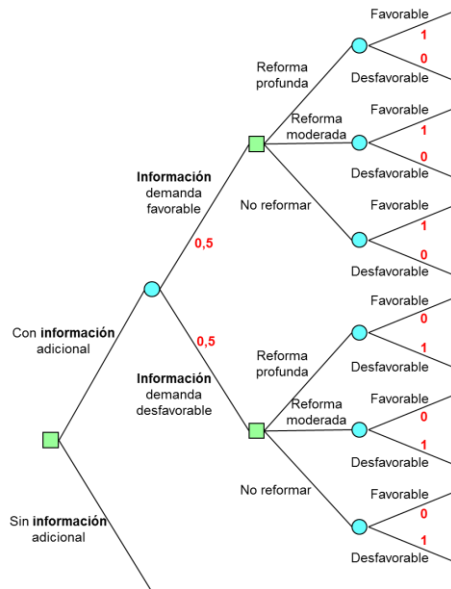 Favorable
1
0
Desfavorable
Reforma
profunda
Favorable
1
0
Desfavorable
Reforma
moderada
Información
demanda
favorable
No reformar
Favorable
1
0
Desfavorable
0,5
Con información
adicional
0,5
Información
demanda
desfavorable
Favorable
0
1
Desfavorable
Reforma
profunda
Favorable
0
1
Desfavorable
Reforma
moderada
No reformar
Favorable
0
1
Desfavorable
Sin información
adicional